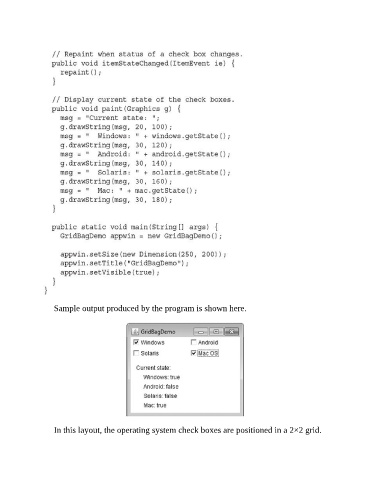 // Repaint when status of a check box changes.
public void itemStateChanged(ItemEvent ie) {
repaint();
}
// Display current state of the check boxes.
public void paint(Graphics g) {
msg = "Current state: ";
g.drawString(msg, 20, 100);
msg = "  Windows: " + windows.getState();
g.drawString(msg, 30, 120);
msg = "  Android: " + android.getState();
g.drawString(msg, 30, 140);
msg = "  Solaris: " + solaris.getState();
g.drawString(msg, 30, 160);
msg = "  Mac: " + mac.getState();
g.drawString(msg, 30, 180);
}
public static void main(String[] args) {
GridBagDemo appwin = new GridBagDemo();
appwin.setSize(new Dimension(250, 200));
appwin.setTitle("GridBagDemo");
appwin.setVisible(true);
}
}
Sample output produced by the program is shown here.
GridBagDemo
Windows Android
Solaris Mac OS
Current state:
Windows: true
Android: false
Solaris: false
Mac: true
In this layout, the operating system check boxes are positioned in a 2×2 grid.